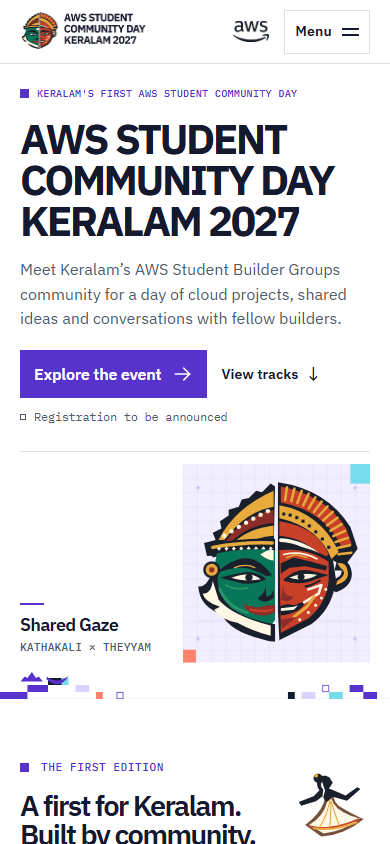 AWS STUDENT
COMMUNITY DAY
KERALAM 2027
aws
Menu
KERALAM'S FIRST AWS STUDENT COMMUNITY DAY
AWS STUDENT
COMMUNITY DAY
KERALAM 2027
Meet Keralam’s AWS Student Builder Groups
community for a day of cloud projects, shared
ideas and conversations with fellow builders.
Explore the event →
View tracks ↓
Registration to be announced
Shared Gaze
KATHAKALI × THEYYAM
THE FIRST EDITION
A first for Keralam.
Built by community.